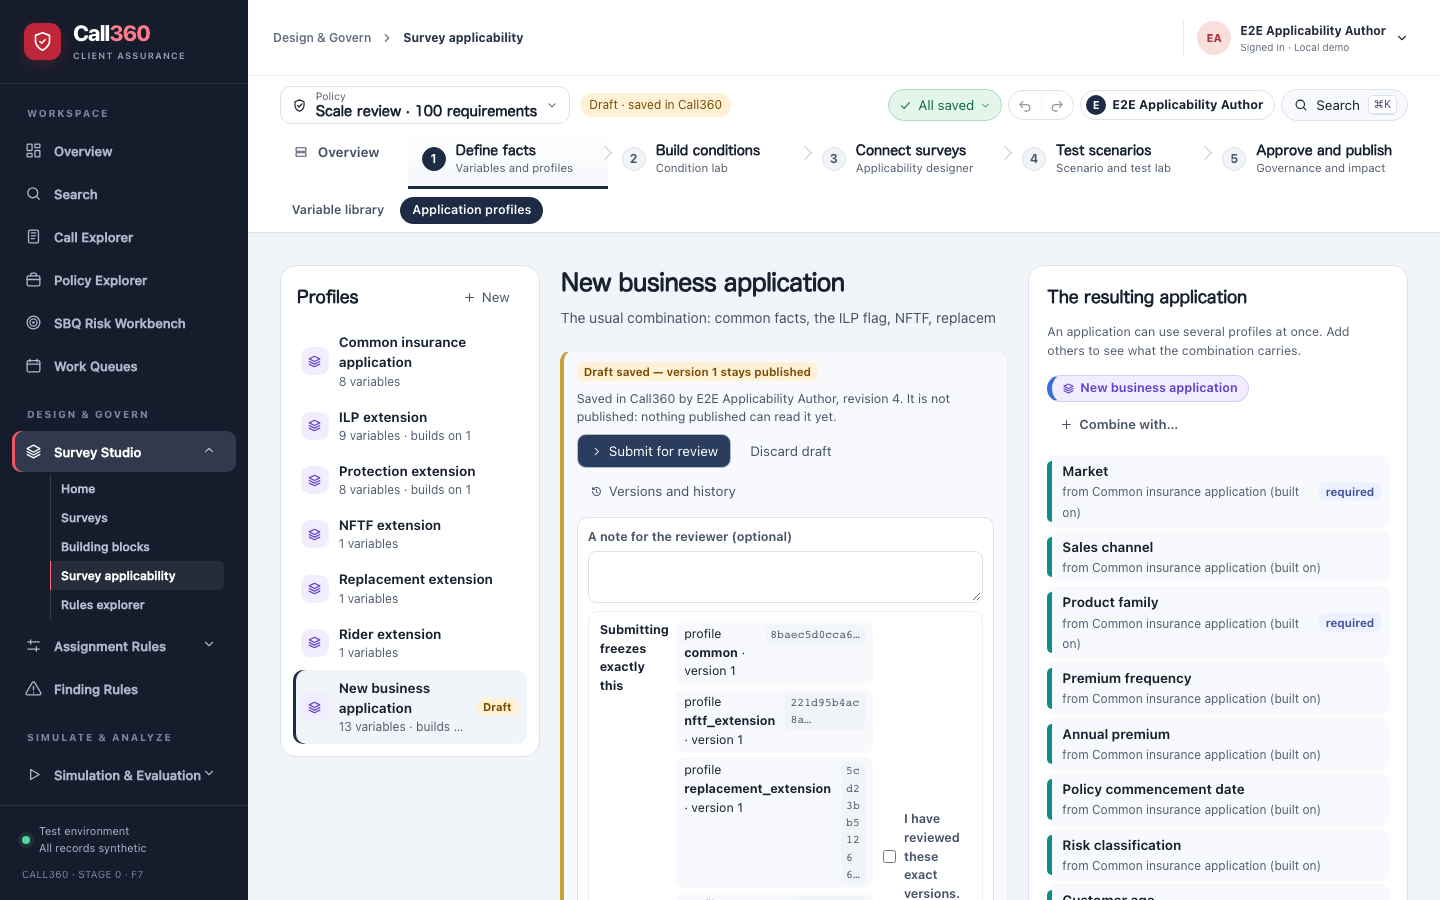 Call360
CLIENT ASSURANCE
WORKSPACE
Overview
Search
Call Explorer
Policy Explorer
SBQ Risk Workbench
Work Queues
DESIGN & GOVERN
Survey Studio
Home
Surveys
Building blocks
Survey applicability
Rules explorer
Assignment Rules
Finding Rules
SIMULATE & ANALYZE
Simulation & Evaluation
Test environment
All records synthetic
CALL360 · STAGE 0 · F7
Design & Govern
Survey applicability
EA
E2E Applicability Author
Signed in · Local demo
Policy
Scale review · 100 requirements
Draft · saved in Call360
All saved
E
E2E Applicability Author
Search
⌘K
Overview
1
Define facts
Variables and profiles
2
Build conditions
Condition lab
3
Connect surveys
Applicability designer
4
Test scenarios
Scenario and test lab
5
Approve and publish
Governance and impact
Variable library
Application profiles
Profiles
New
Common insurance
application
8 variables
ILP extension
9 variables · builds on 1
Protection extension
8 variables · builds on 1
NFTF extension
1 variables
Replacement extension
1 variables
Rider extension
1 variables
New business
application
13 variables · builds ...
Draft
New business application
The usual combination: common facts, the ILP flag, NFTF, replacem
Draft saved — version 1 stays published
Saved in Call360 by E2E Applicability Author, revision 4. It is not
published: nothing published can read it yet.
Submit for review
Discard draft
Versions and history
A note for the reviewer (optional)
Submitting
freezes
exactly
this
profile
common ·
version 1
8baec5d0cca6…
profile
nftf_extension
· version 1
221d95b4ac
8a…
profile
replacement_extension
· version 1
5c
d2
3b
b5
12
6
6…
I have
reviewed
these
exact
versions.
The resulting application
An application can use several profiles at once. Add
others to see what the combination carries.
New business application
Combine with...
Market
from Common insurance application (built
on)
required
Sales channel
from Common insurance application (built on)
Product family
from Common insurance application (built
on)
required
Premium frequency
from Common insurance application (built on)
Annual premium
from Common insurance application (built on)
Policy commencement date
from Common insurance application (built on)
Risk classification
from Common insurance application (built on)
Customer age